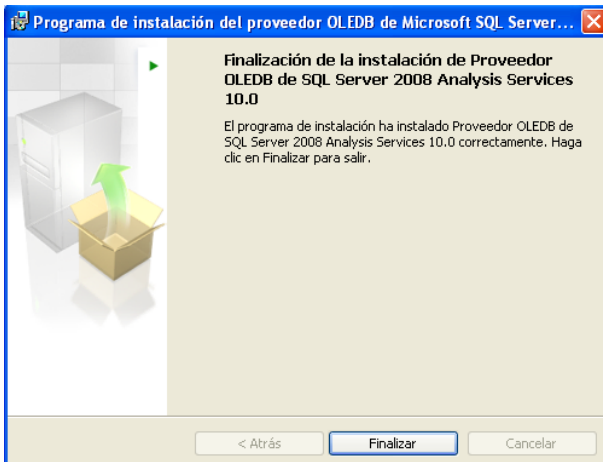 Programa de instalación del proveedor OLEDB de Microsoft SQL Server...
Finalización de la instalación de Proveedor
OLEDB de SQL Server 2008 Analysis Services
10.0
El programa de instalación ha instalado Proveedor OLEDB de
SQL Server 2008 Analysis Services 10.0 correctamente. Haga
clic en Finalizar para salir.
< Atrás
Finalizar
Cancelar